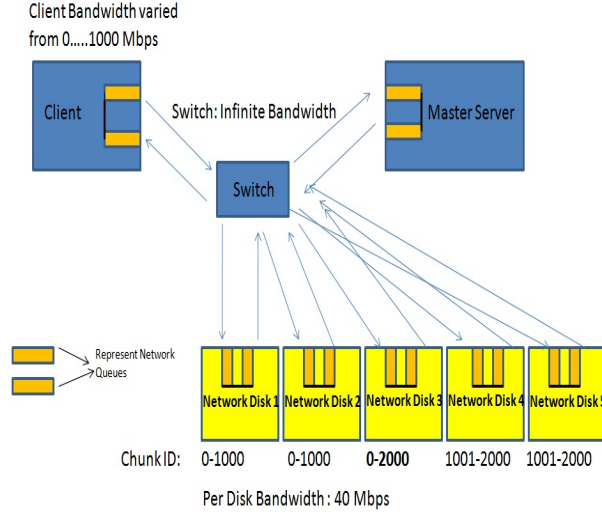 Client Bandwidth varied
from 0.....1000 Mbps
Client
Switch: Infinite Bandwidth
Master Server
Switch
Represent Network
Queues
Network Disk 1
Network Disk 2
Network Disk 3
Network Disk 4
Network Disk 5
Chunk ID: 0-1000 0-1000 0-2000 1001-2000 1001-2000
Per Disk Bandwidth : 40 Mbps